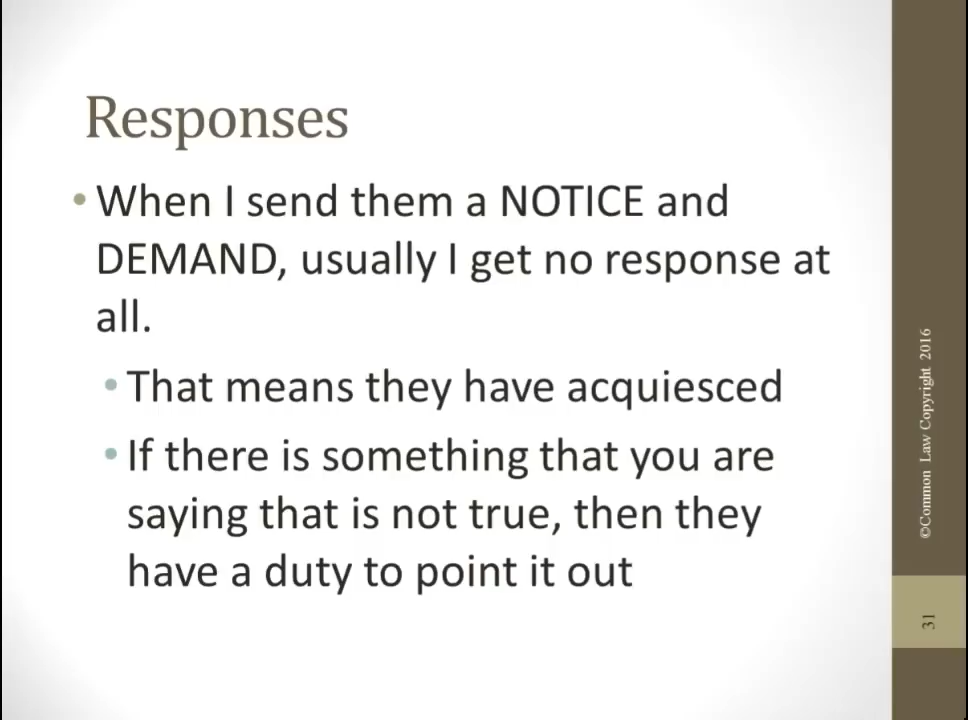 Responses
• When I send them a NOTICE and
DEMAND, usually I get no response at
all.
• That means they have acquiesced
• If there is something that you are
saying that is not true, then they
have a duty to point it out
©Common Law Copyright 2016
31